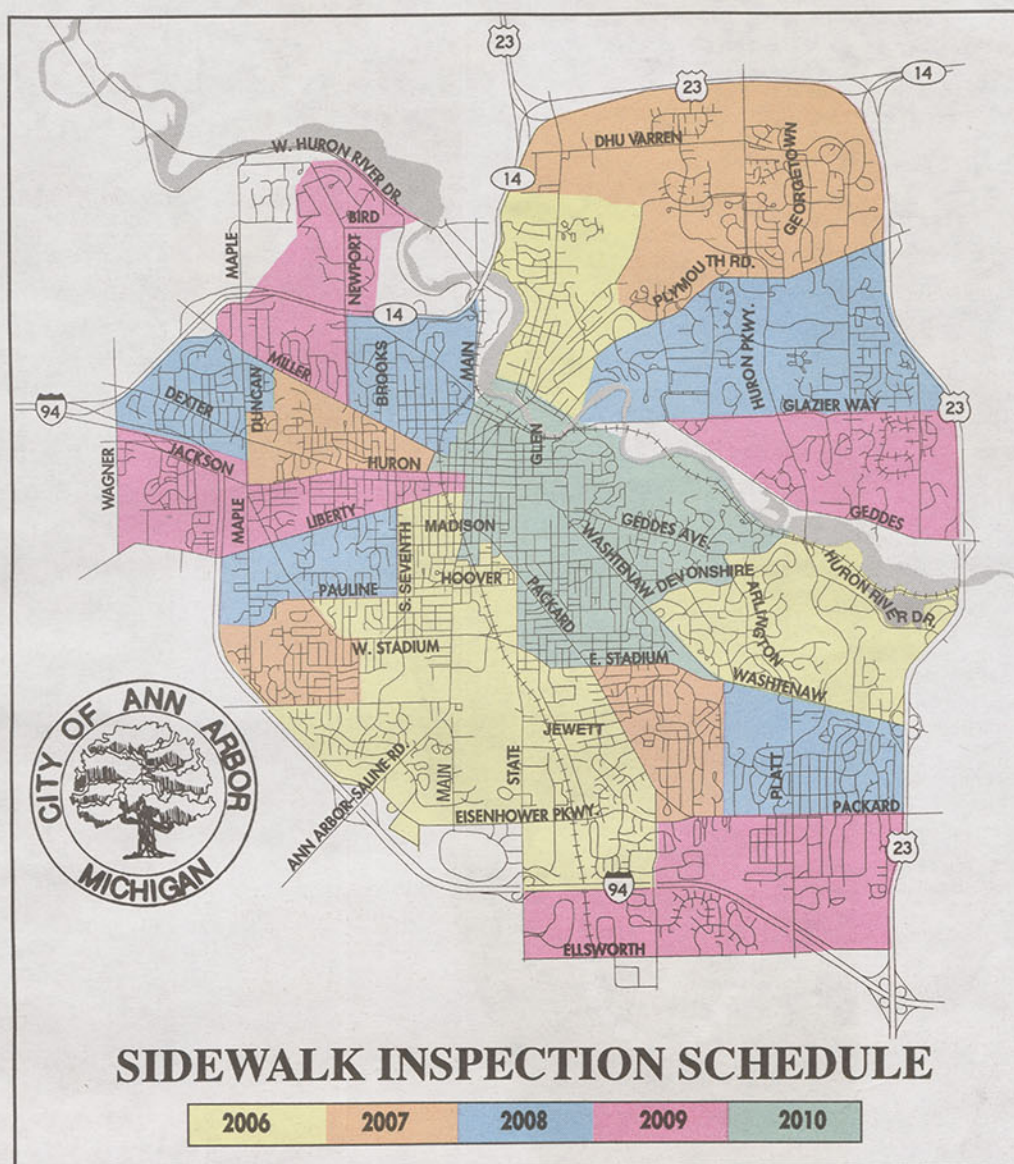 23
14
23
DHU VARREN
GEORGETOWN
W. HURON RIVER DR.
14
BIRD
MAPLE
NEWPORT
PLYMOUTH RD.
14
MILLER
BROOKS
MAIN
HURON PKWY.
94
DEXTER
DUNCAN
GLAZIER WAY
23
WAGNER
JACKSON
HURON
GLEN
MAPLE
LIBERTY
S. SEVENTH
MADISON
WASHTENAW
GEDDES AVE.
GEDDES
PAULINE
HOOVER
PACKARD
DEVONSHIRE
ARLINGTON
HURON RIVER DR.
W. STADIUM
E. STADIUM
WASHTENAW
CITY OF ANN ARBOR
MICHIGAN
ANN ARBOR-SALINE RD.
MAIN
STATE
JEWETT
PLATT
EISENHOWER PKWY.
PACKARD
23
94
ELLSWORTH
SIDEWALK INSPECTION SCHEDULE
2006 2007 2008 2009 2010